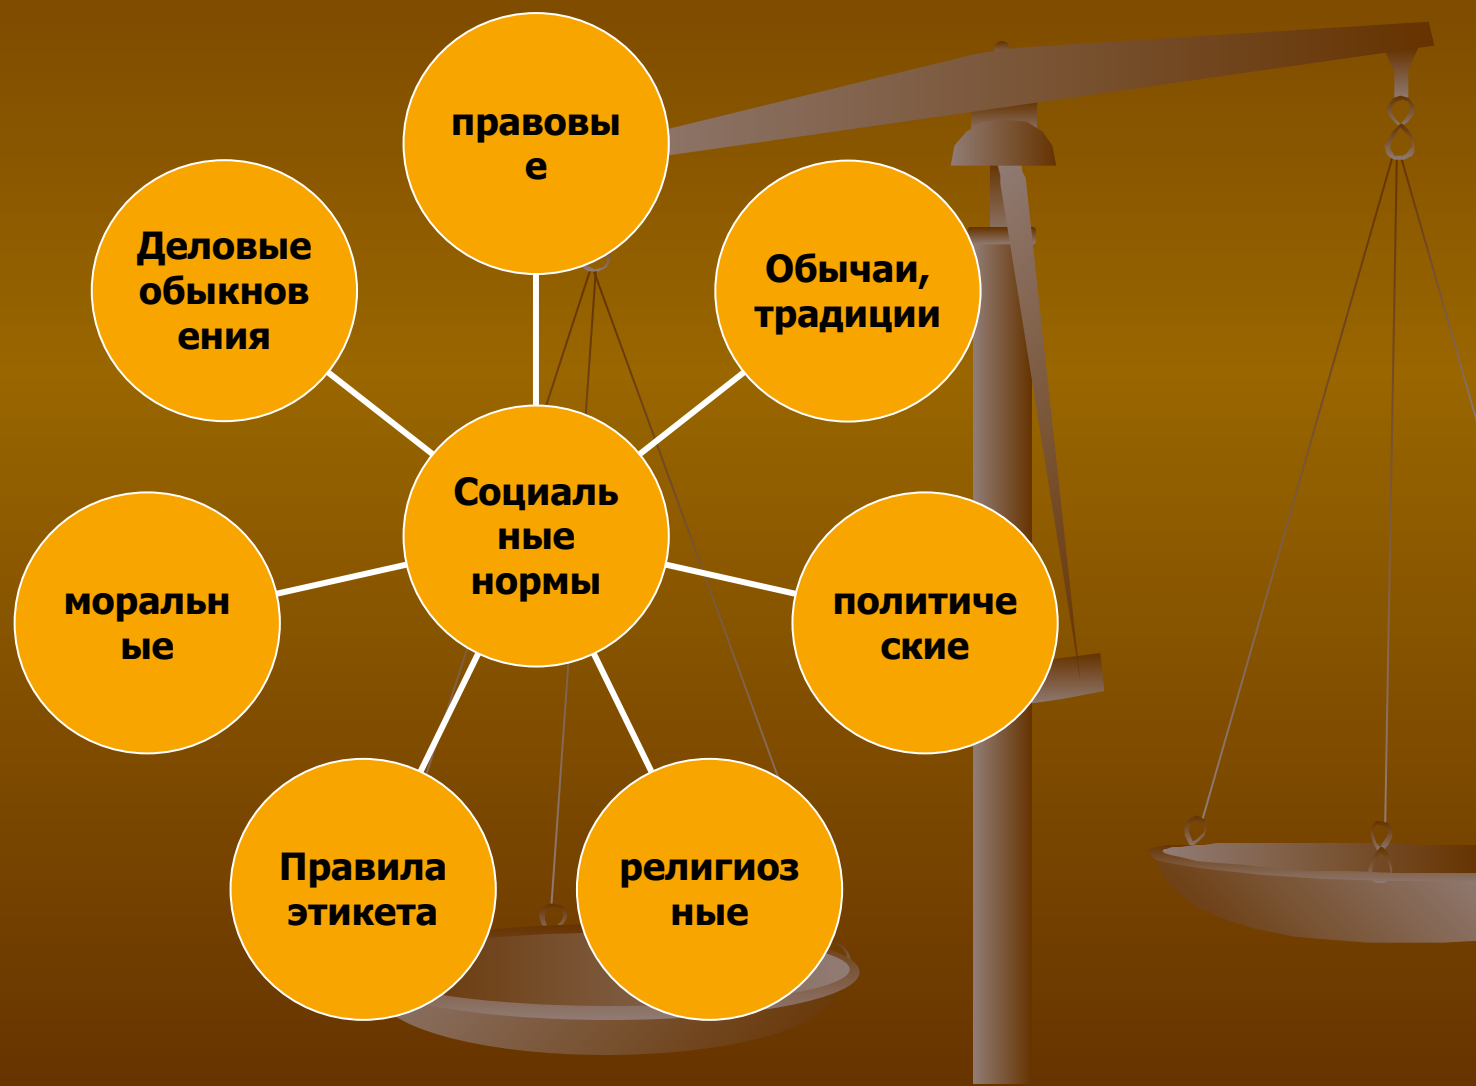 правовы
е
Деловые
обыкнов
ения
Обычаи,
традиции
Социаль
ные
нормы
моральн
ые
политиче
ские
Правила
этикета
религиоз
ные